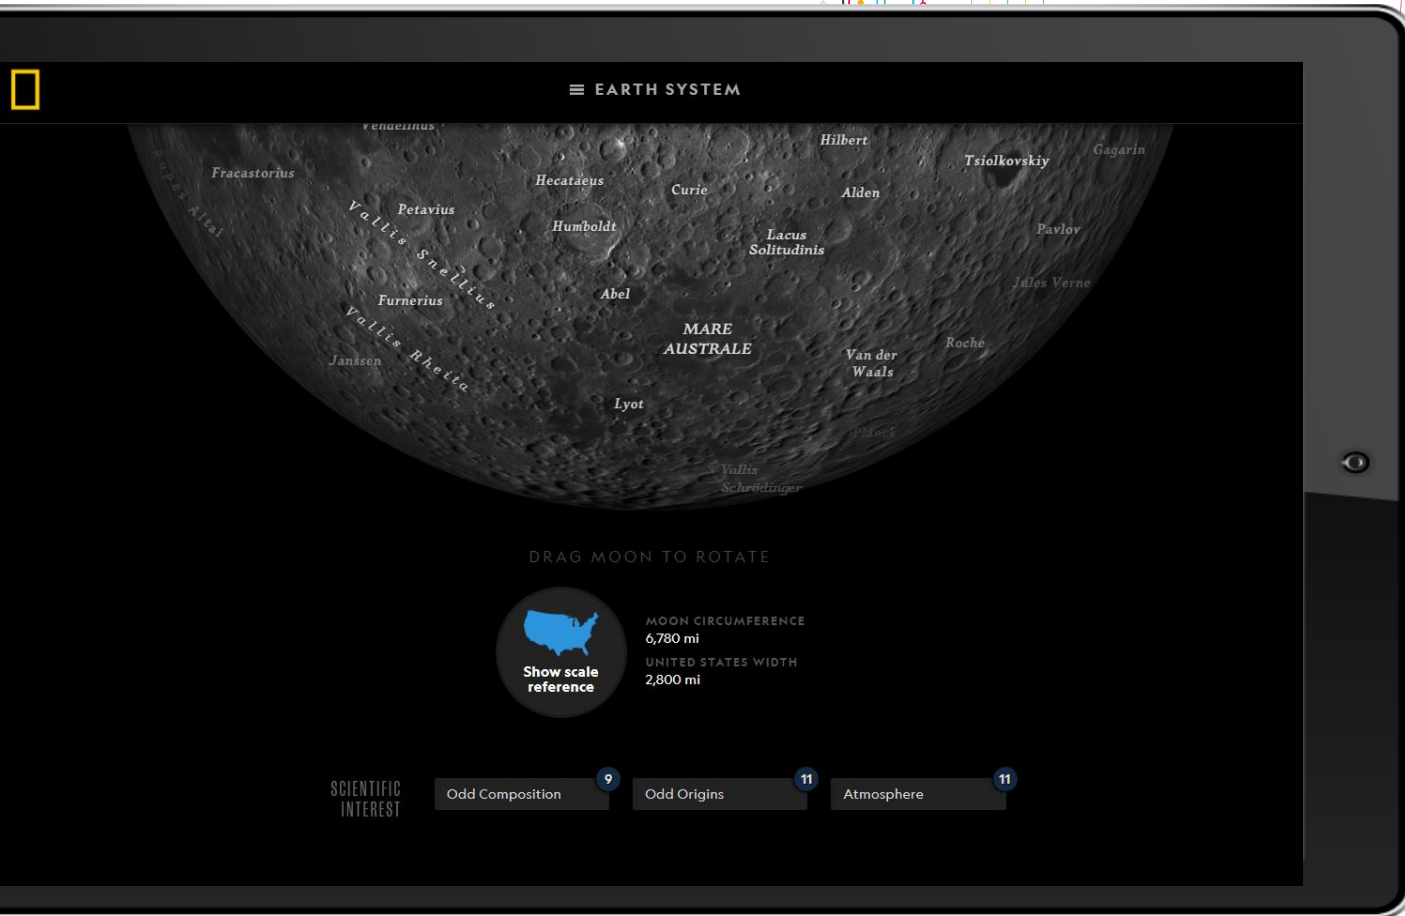 EARTH SYSTEM
Vendelinus
Hilbert
Gagarin
Tsiolkovskiy
Rupes Altai
Fracastorius
Hecataeus
Curie
Alden
Petavius
Vallis Snellius
Humboldt
Lacus
Solitudinis
Pavlov
Jules Verne
Furnerius
Abel
Vallis Rheita
MARE
AUSTRALE
Janssen
Van der
Waals
Roche
Lyot
Planck
Vallis
Schrödinger
DRAG MOON TO ROTATE
Show scale
reference
MOON CIRCUMFERENCE
6,780 mi
UNITED STATES WIDTH
2,800 mi
SCIENTIFIC
INTEREST
Odd Composition
9
Odd Origins
11
Atmosphere
11